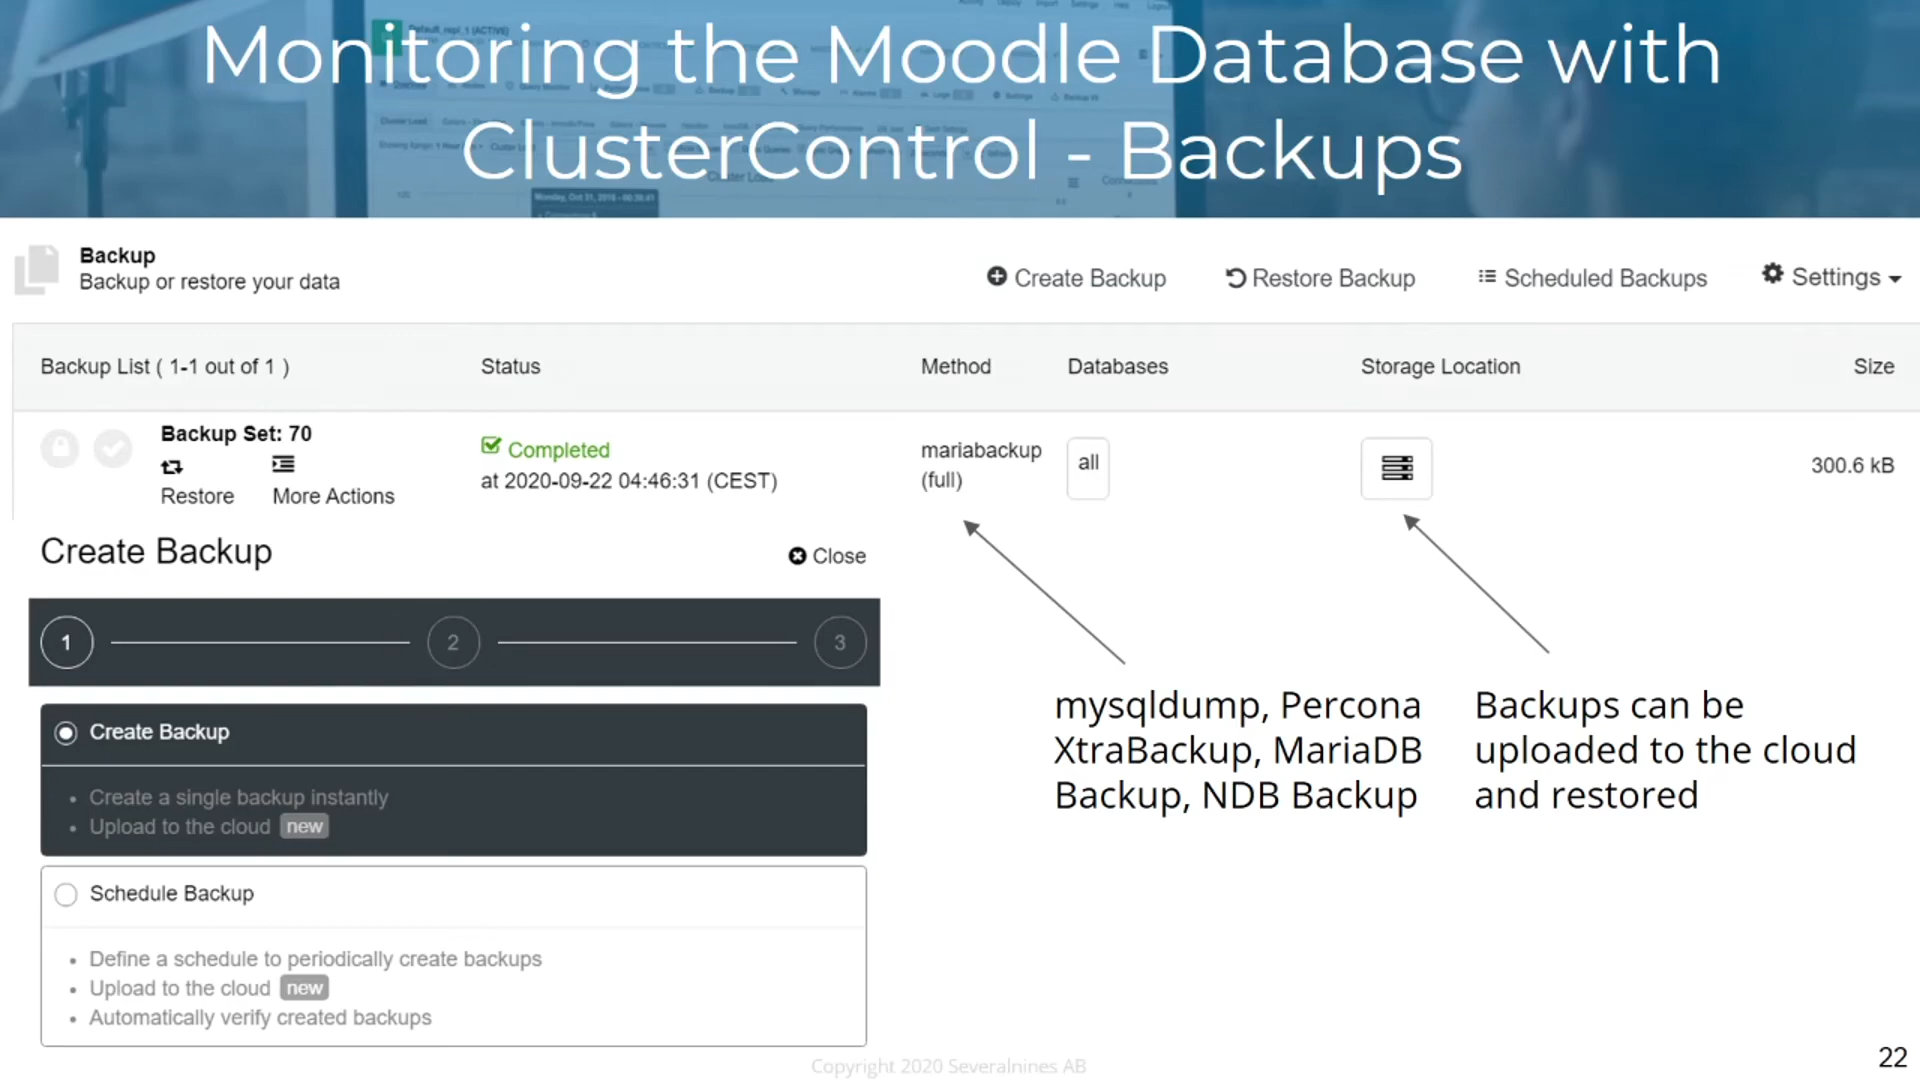 Monitoring the Moodle Database with
ClusterControl - Backups
Backup
Backup or restore your data
Create Backup
Restore Backup
Scheduled Backups
Settings
Backup List ( 1-1 out of 1 )
Status
Method
Databases
Storage Location
Size
Backup Set: 70
Restore
More Actions
Completed
at 2020-09-22 04:46:31 (CEST)
mariabackup
(full)
all
300.6 kB
Create Backup
Close
1
2
3
Create Backup
• Create a single backup instantly
• Upload to the cloud new
Schedule Backup
• Define a schedule to periodically create backups
• Upload to the cloud new
• Automatically verify created backups
mysqldump, Percona
XtraBackup, MariaDB
Backup, NDB Backup
Backups can be
uploaded to the cloud
and restored
Copyright 2020 Severalnines AB
22